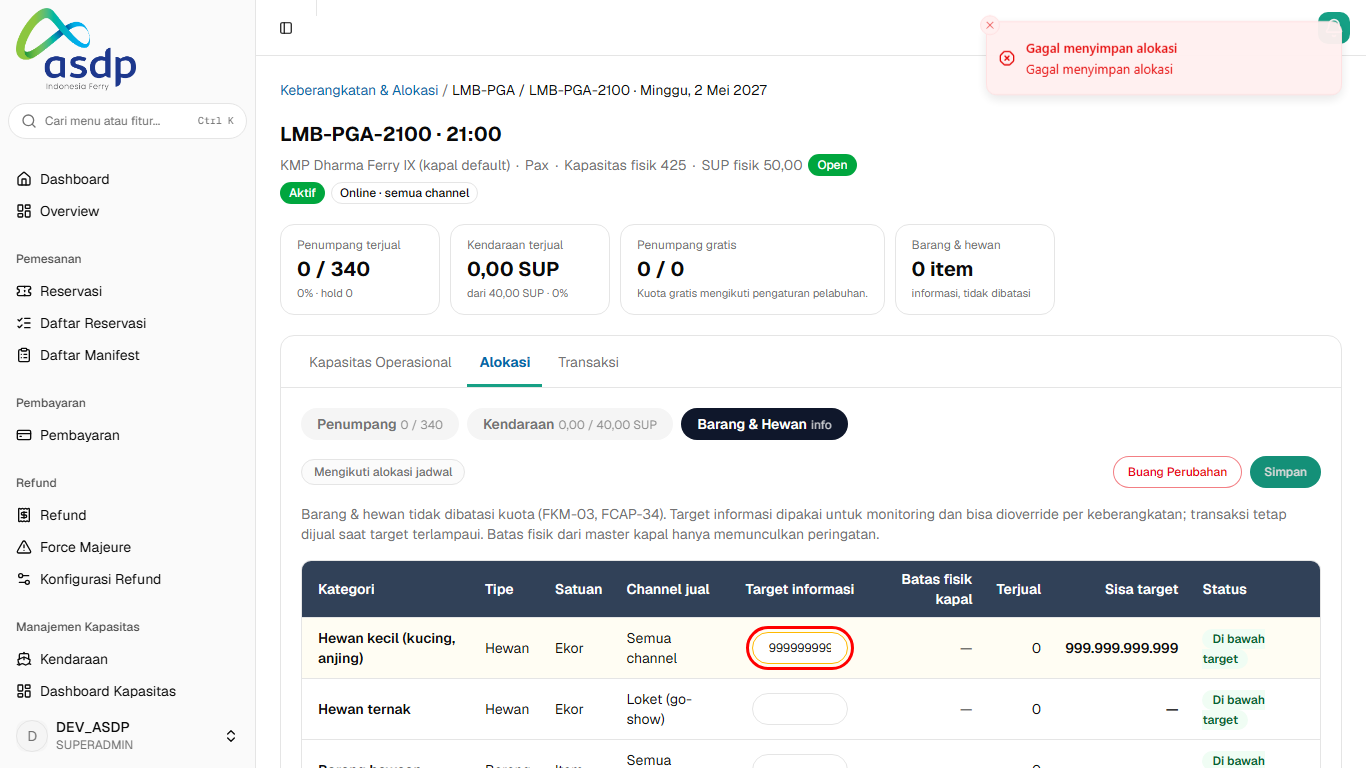 asdp
Indonesia Ferry
Cari menu atau fitur... Ctrl K
Dashboard
Overview
Pemesanan
Reservasi
Daftar Reservasi
Daftar Manifest
Pembayaran
Pembayaran
Refund
Refund
Force Majeure
Konfigurasi Refund
Manajemen Kapasitas
Kendaraan
Dashboard Kapasitas
D
DEV_ASDP
SUPERADMIN
Gagal menyimpan alokasi
Gagal menyimpan alokasi
Keberangkatan & Alokasi / LMB-PGA / LMB-PGA-2100 · Minggu, 2 Mei 2027
LMB-PGA-2100 · 21:00
KMP Dharma Ferry IX (kapal default) · Pax · Kapasitas fisik 425 · SUP fisik 50,00 Open
Aktif Online · semua channel
Penumpang terjual
0 / 340
0% · hold 0
Kendaraan terjual
0,00 SUP
dari 40,00 SUP · 0%
Penumpang gratis
0 / 0
Kuota gratis mengikuti pengaturan pelabuhan.
Barang & hewan
0 item
informasi, tidak dibatasi
Kapasitas Operasional Alokasi Transaksi
Penumpang 0 / 340 Kendaraan 0,00 / 40,00 SUP Barang & Hewan info
Mengikuti alokasi jadwal Buang Perubahan Simpan
Barang & hewan tidak dibatasi kuota (FKM-03, FCAP-34). Target informasi dipakai untuk monitoring dan bisa dioverride per keberangkatan; transaksi tetap
dijual saat target terlampaui. Batas fisik dari master kapal hanya memunculkan peringatan.
Kategori Tipe Satuan Channel jual Target informasi Batas fisik kapal Terjual Sisa target Status
Hewan kecil (kucing, anjing) Hewan Ekor Semua channel 999999999 — 0 999.999.999.999 Di bawah target
Hewan ternak Hewan Ekor Loket (go-show) — 0 — Di bawah target
Semua
Di bawah